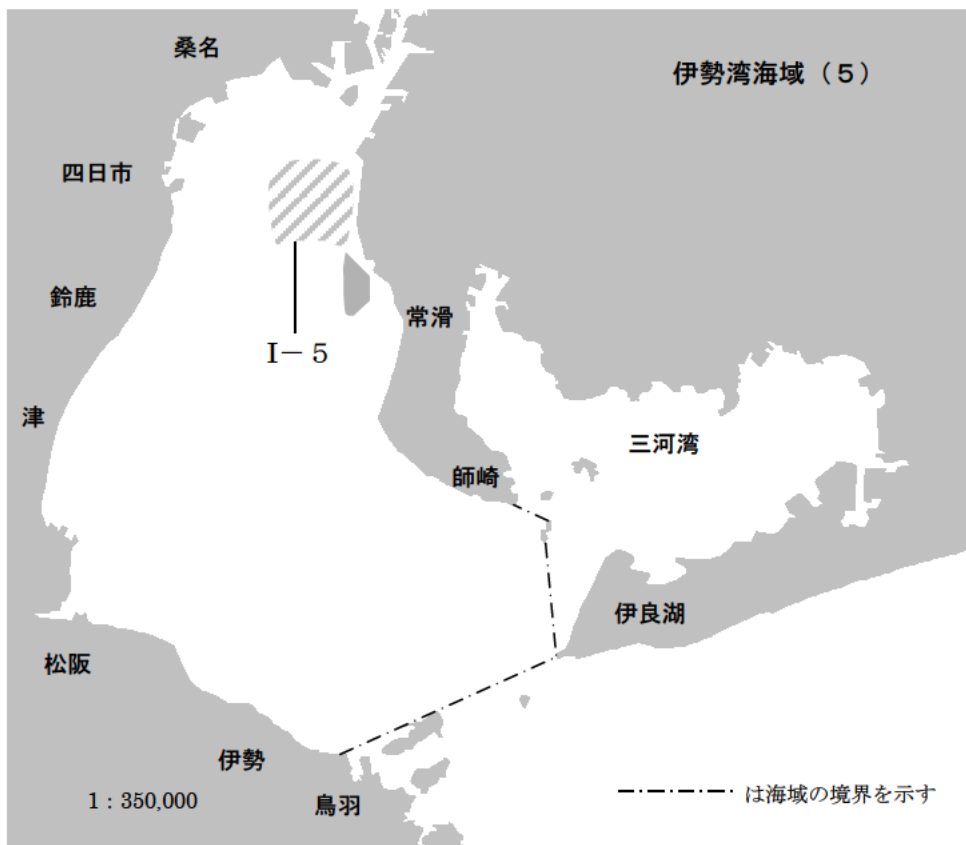 桑名
伊勢湾海域（５）
四日市
鈴鹿
常滑
Ⅰ－５
津
三河湾
師崎
伊良湖
松阪
伊勢
1：350,000
鳥羽
は海域の境界を示す